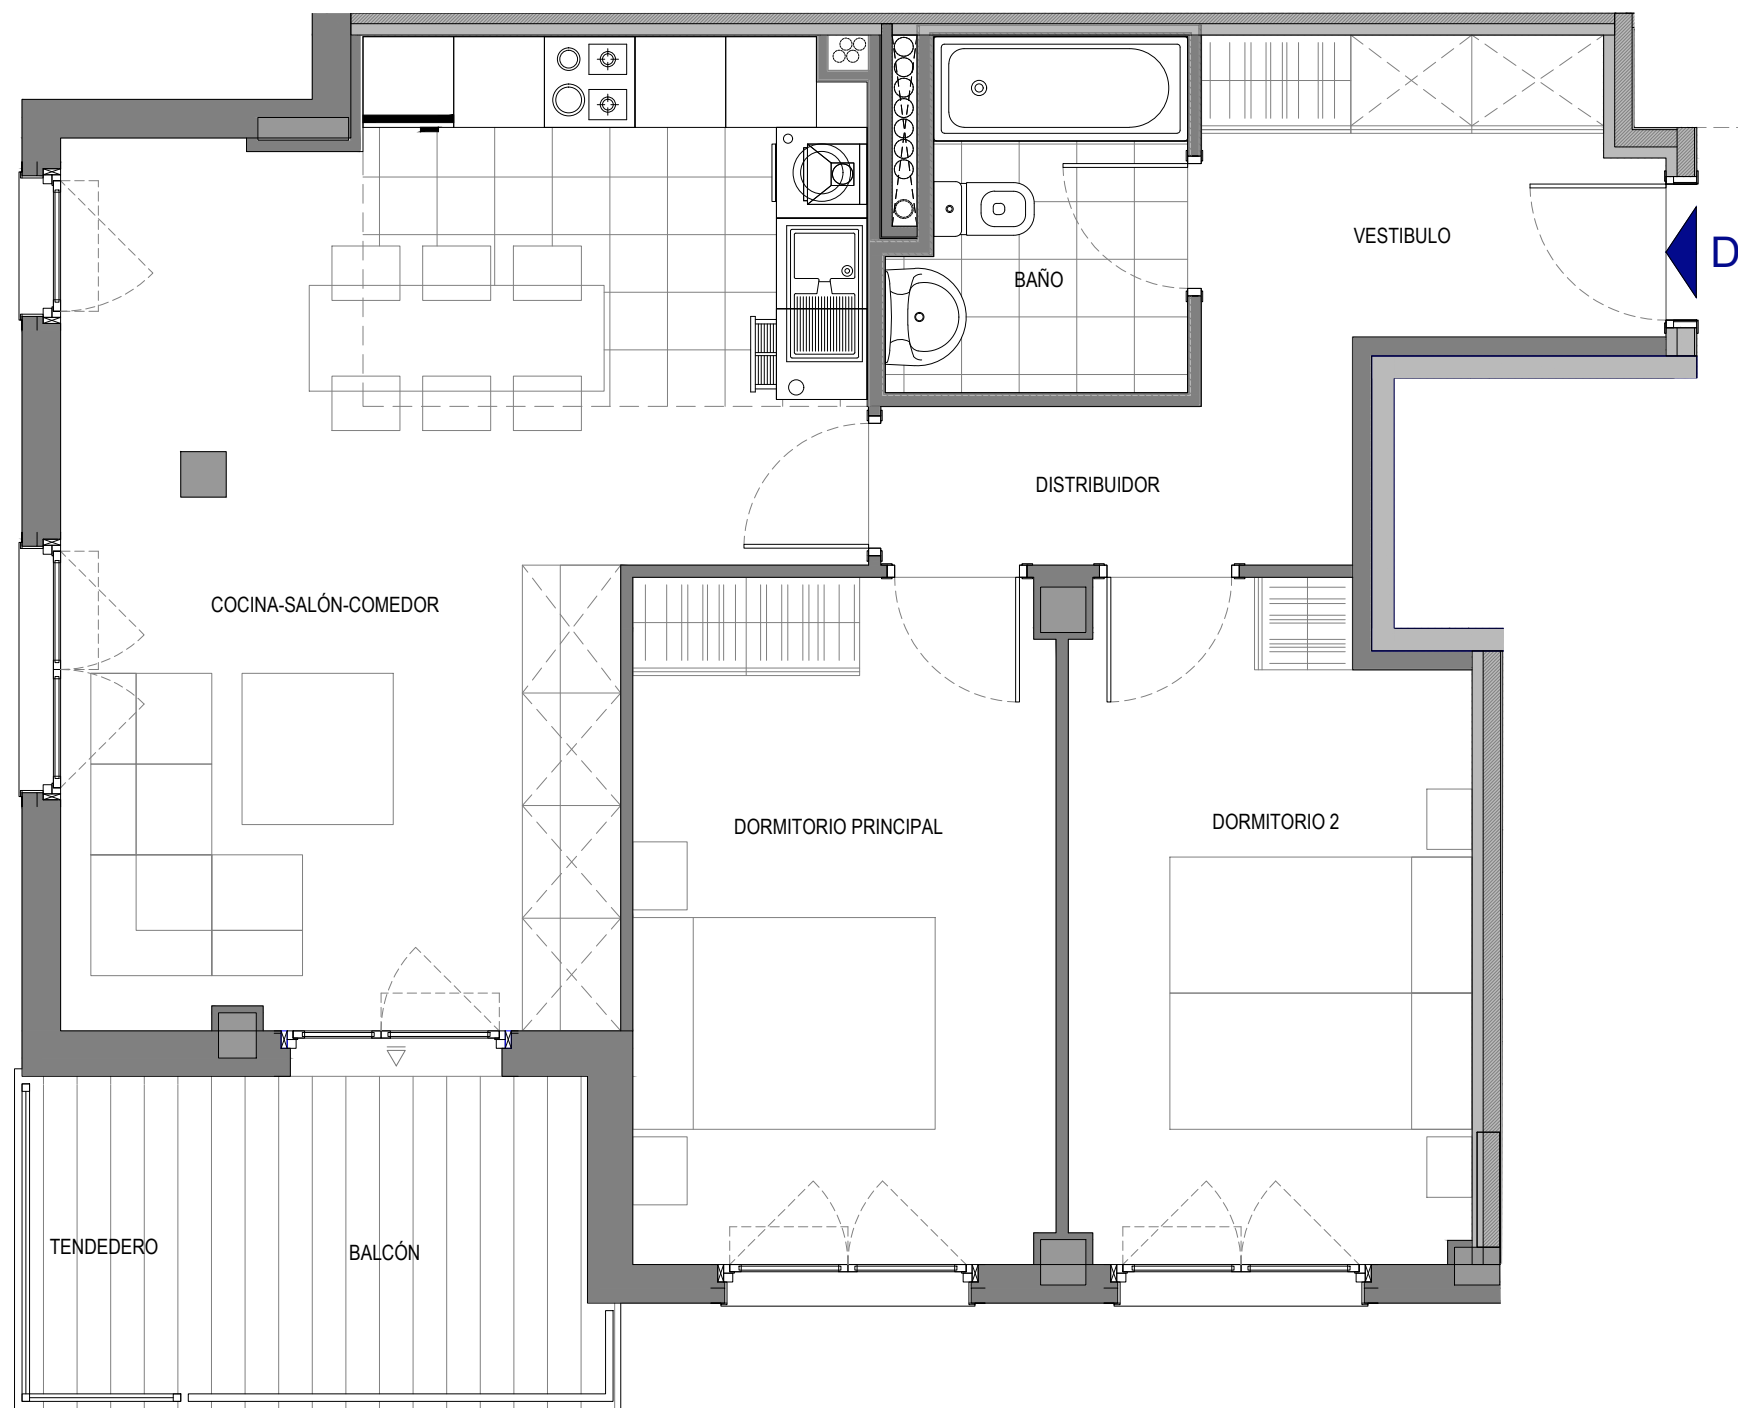 VESTIBULO
D
BAÑO
DISTRIBUIDOR
COCINA-SALÓN-COMEDOR
DORMITORIO PRINCIPAL
DORMITORIO 2
TENDEDERO
BALCÓN